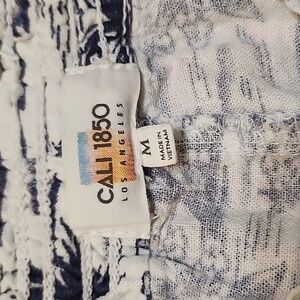 CALI 1850
LOS ANGELES
M
MADE IN
VIETNAM